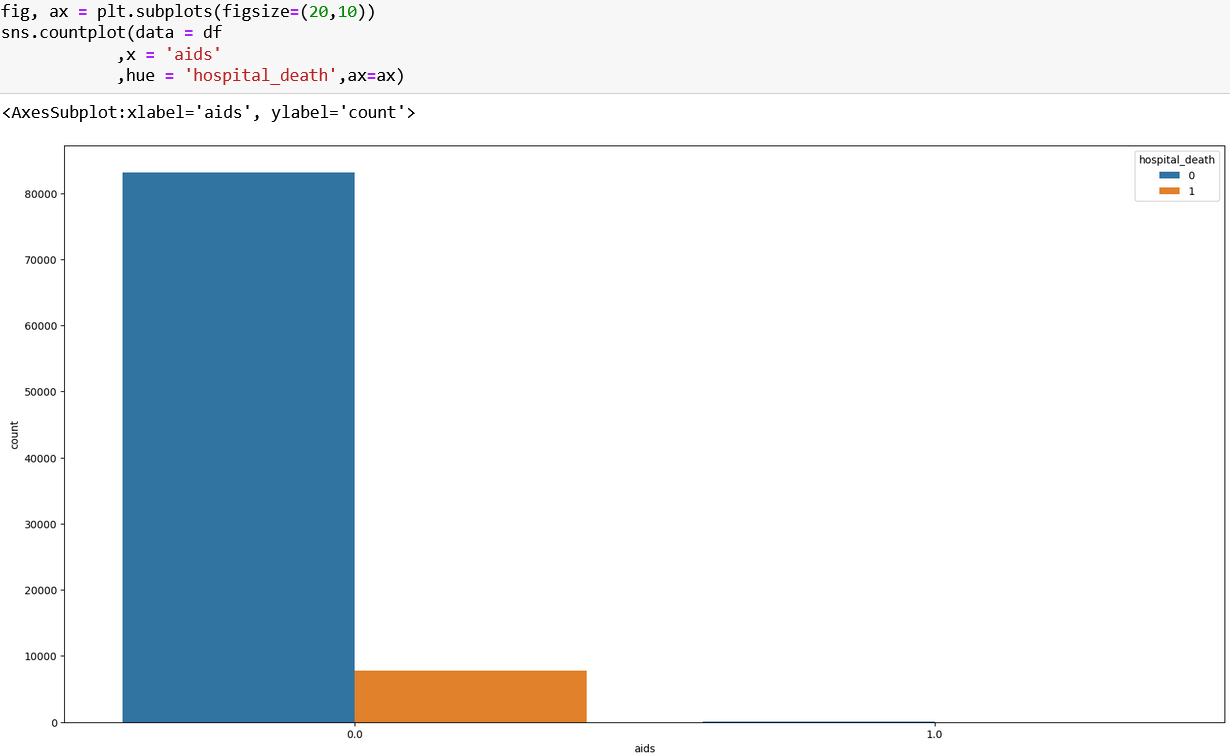 fig, ax = plt.subplots(figsize=(20,10))
sns.countplot(data = df
,x = 'aids'
,hue = 'hospital_death',ax=ax)
<AxesSubplot:xlabel='aids', ylabel='count'>
hospital_death
0
1
80000
70000
60000
50000
40000
30000
20000
10000
0
count
0.0
1.0
aids